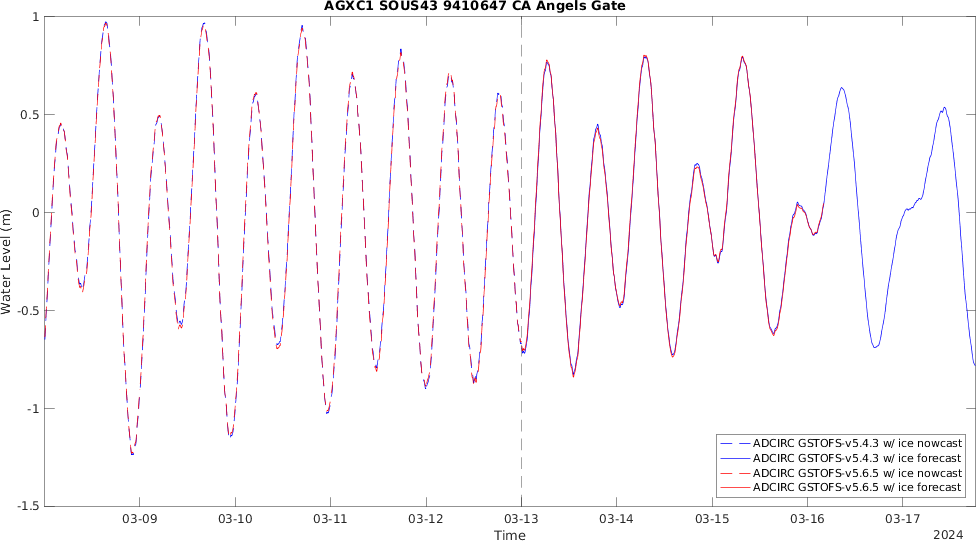 AGXC1 SOUS43 9410647 CA Angels Gate
1
0.5
0
-0.5
-1
-1.5
Water Level (m)
03-09 03-10 03-11 03-12 03-13 03-14 03-15 03-16 03-17
Time
2024
ADCIRC GSTOFS-v5.4.3 w/ ice nowcast
ADCIRC GSTOFS-v5.4.3 w/ ice forecast
ADCIRC GSTOFS-v5.6.5 w/ ice nowcast
ADCIRC GSTOFS-v5.6.5 w/ ice forecast